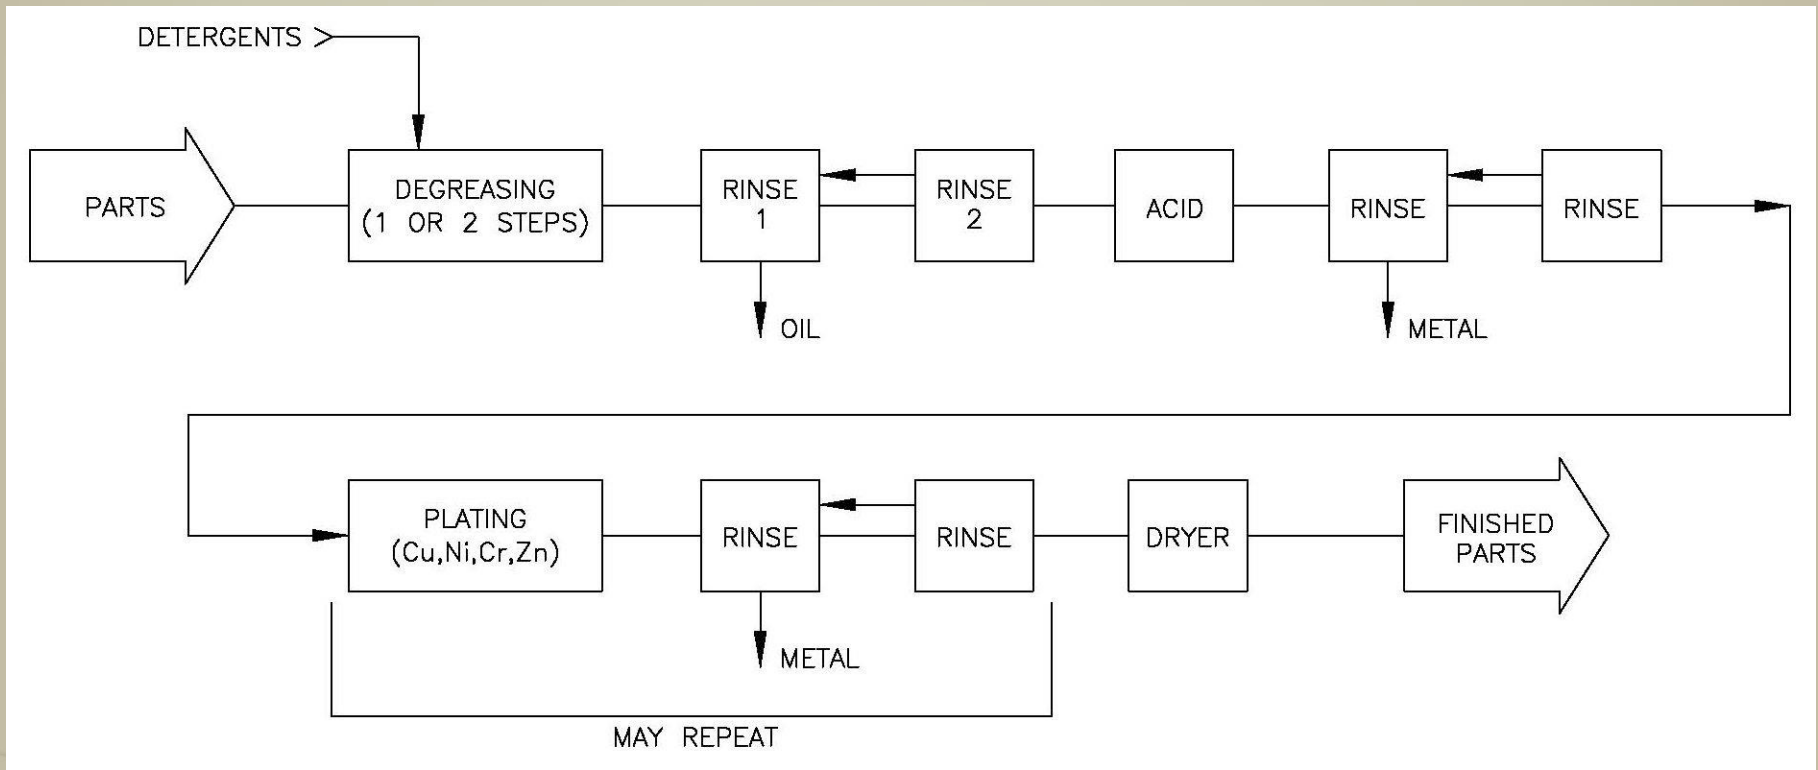 DETERGENTS
PARTS
DEGREASING
(1 OR 2 STEPS)
RINSE
1
RINSE
2
ACID
RINSE
RINSE
OIL
METAL
PLATING
(Cu,Ni,Cr,Zn)
RINSE
RINSE
DRYER
FINISHED
PARTS
METAL
MAY REPEAT